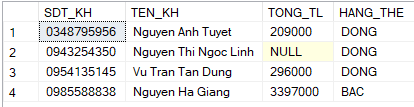 SDT_KH TEN_KH TONG_TL HANG_THE
1 0348795956 Nguyen Anh Tuyet 209000 DONG
2 0943254350 Nguyen Thi Ngoc Linh NULL DONG
3 0954135145 Vu Tran Tan Dung 296000 DONG
4 0985588838 Nguyen Ha Giang 3397000 BAC